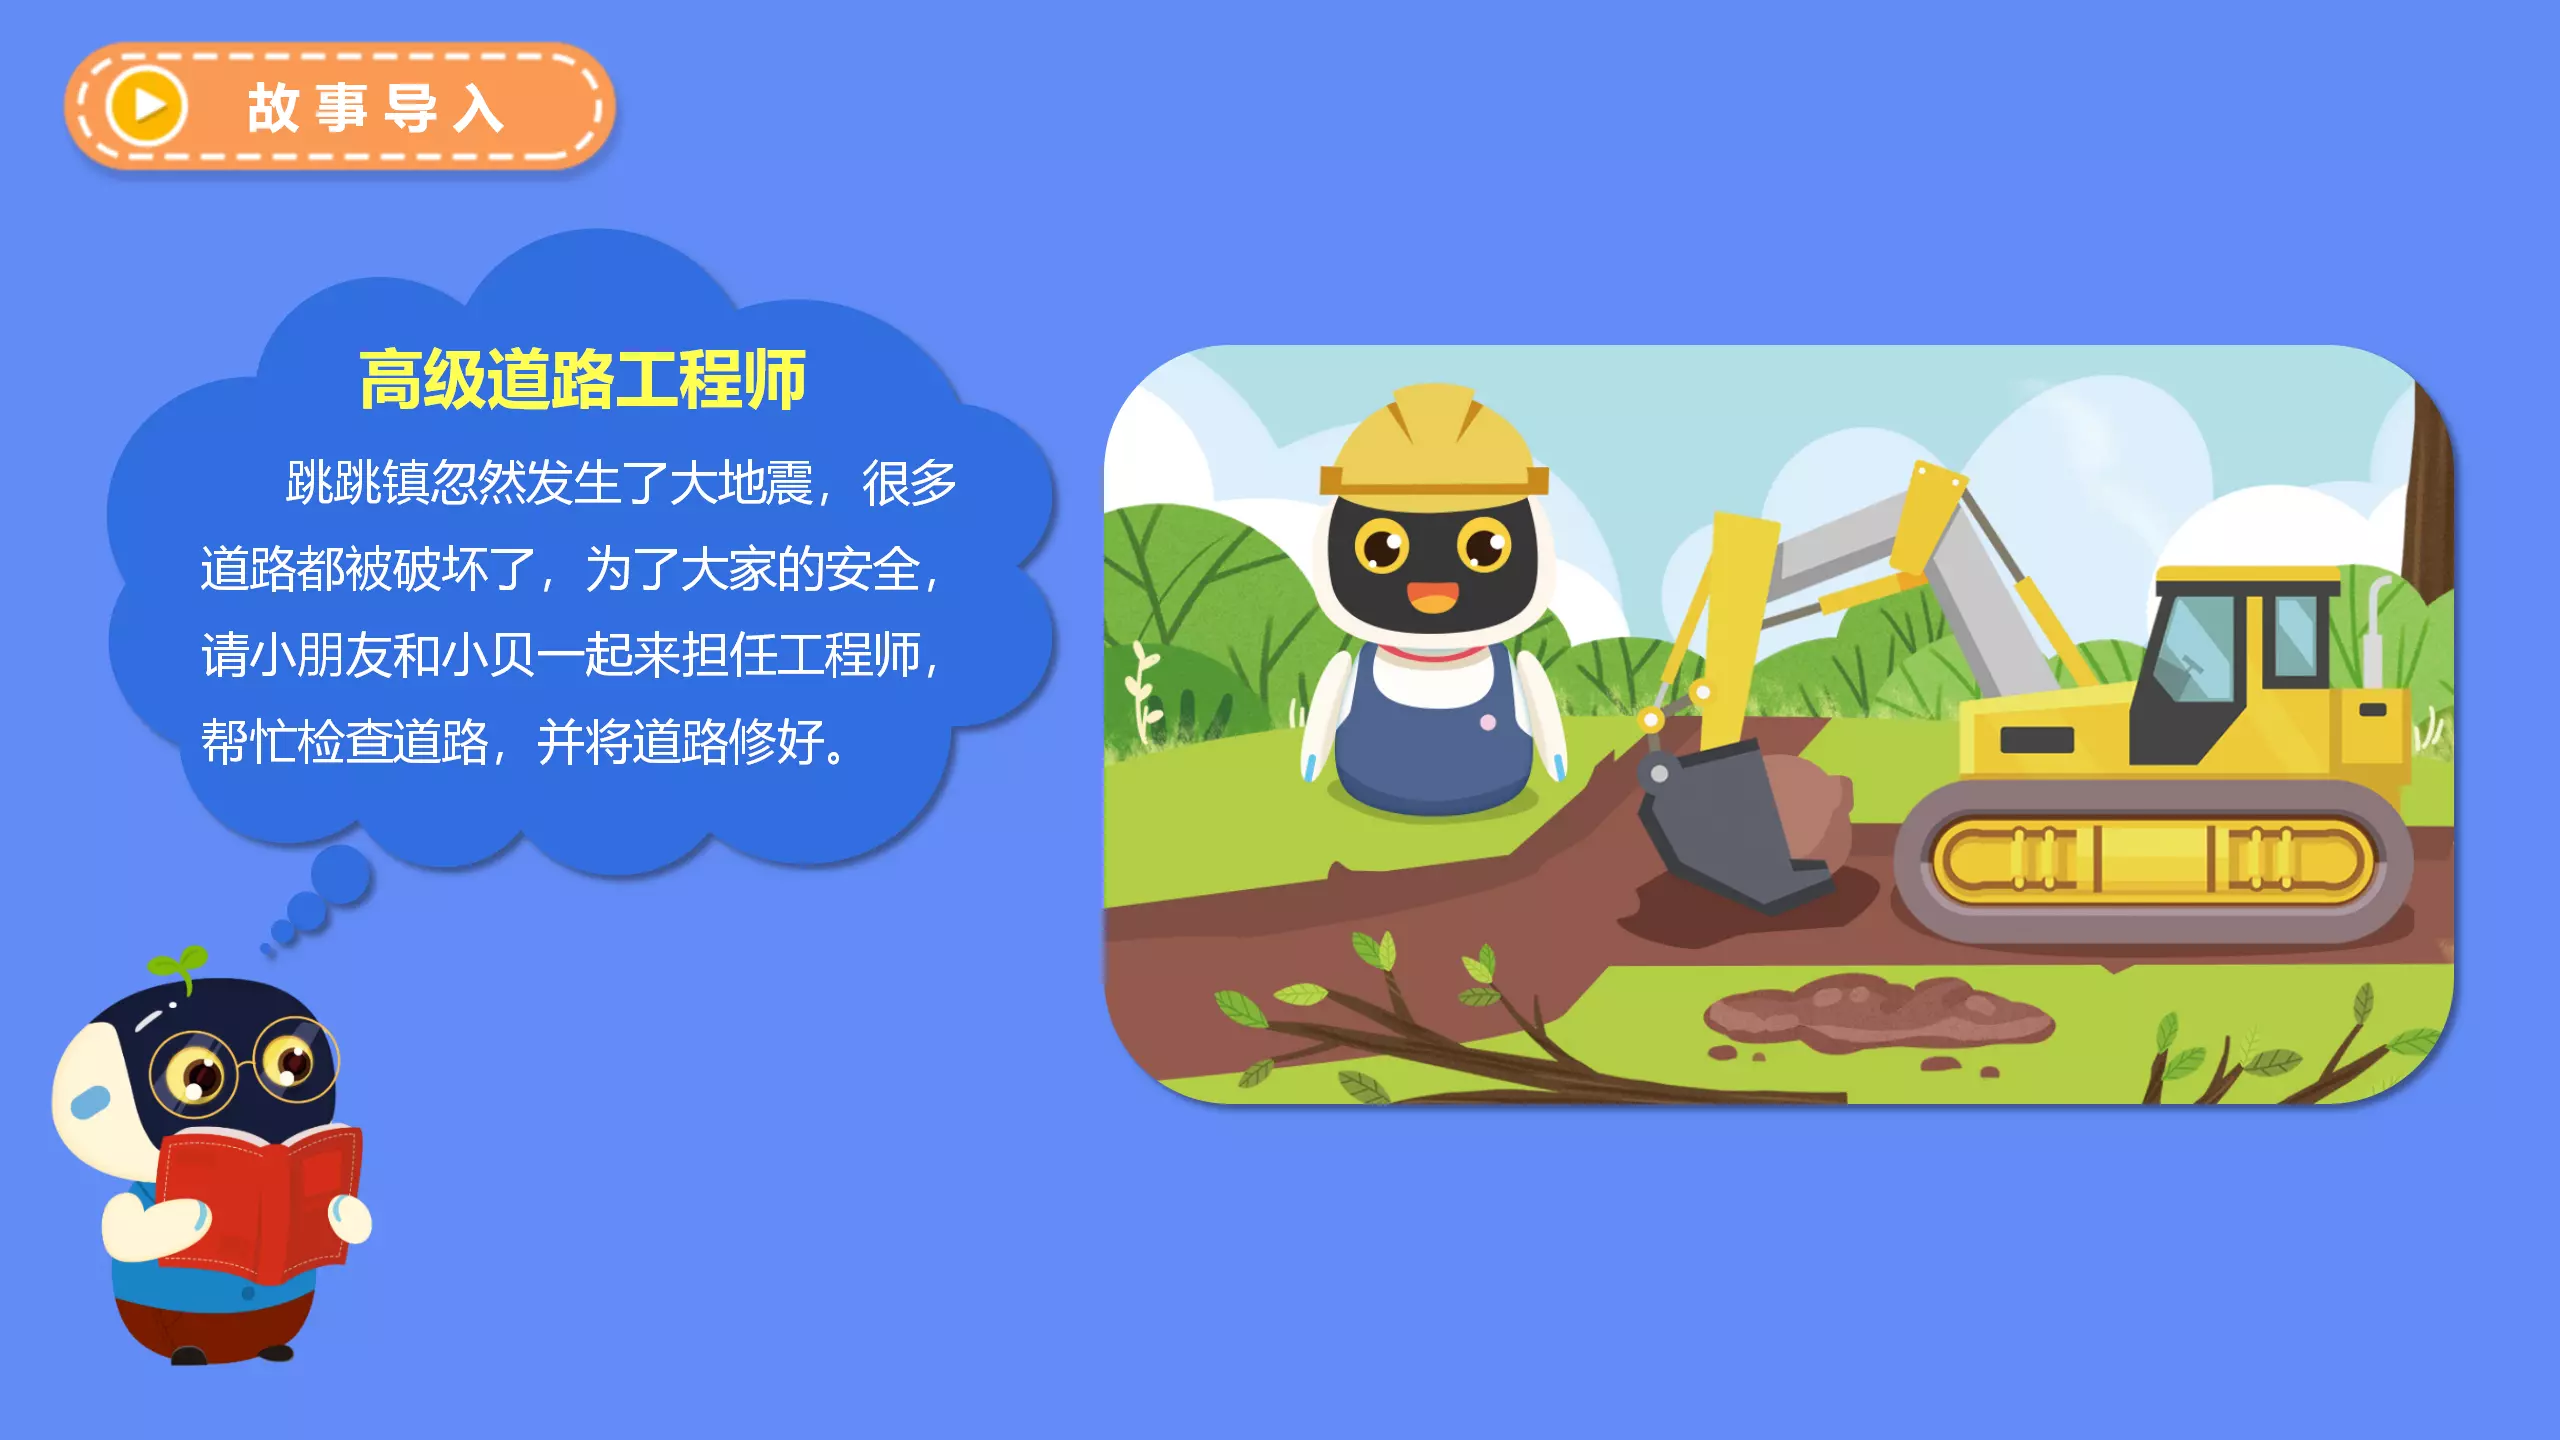 故事导入
高级道路工程师
跳跳镇忽然发生了大地震，很多
道路都被破坏了，为了大家的安全，
请小朋友和小贝一起来担任工程师，
帮忙检查道路，并将道路修好。